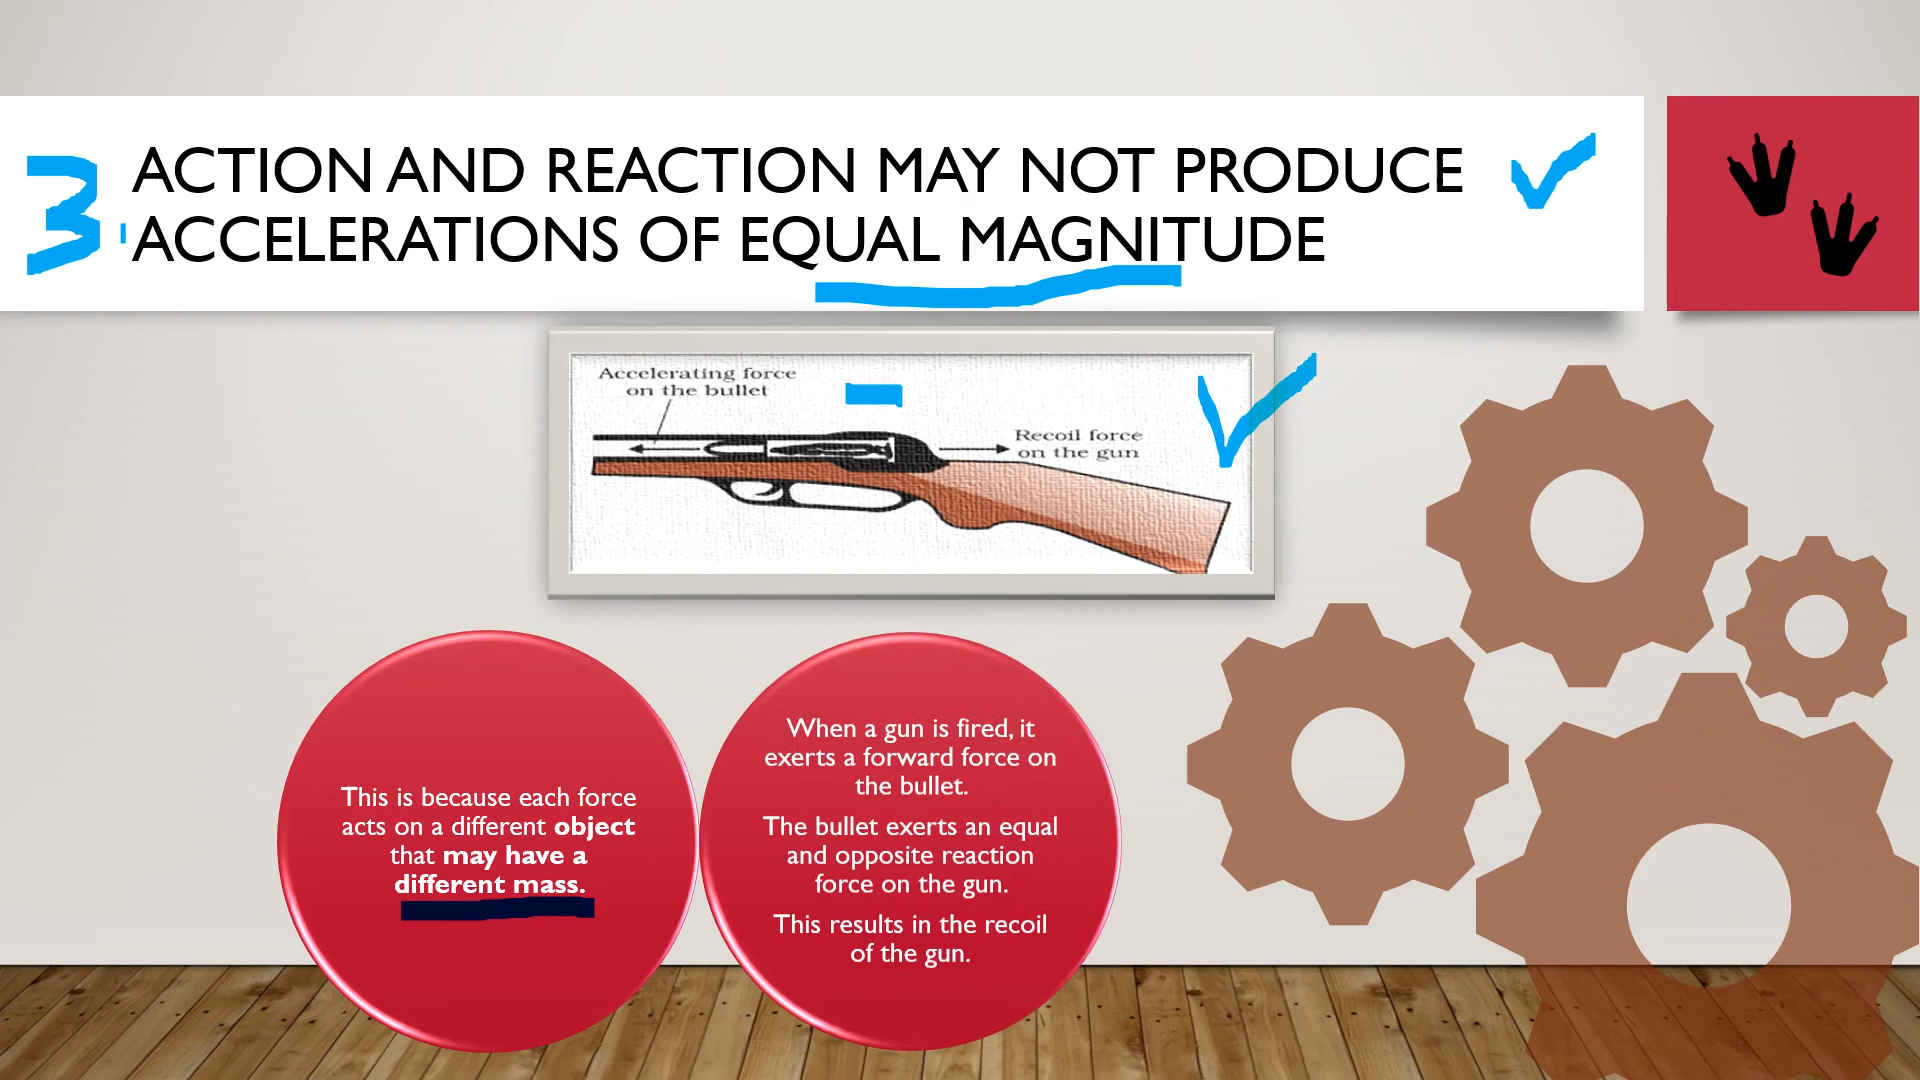 3.
ACTION AND REACTION MAY NOT PRODUCE
ACCELERATIONS OF EQUAL MAGNITUDE
Accelerating force
on the bullet
Recoil force
on the gun
This is because each force
acts on a different object
that may have a
different mass.
When a gun is fired, it
exerts a forward force on
the bullet.
The bullet exerts an equal
and opposite reaction
force on the gun.
This results in the recoil
of the gun.